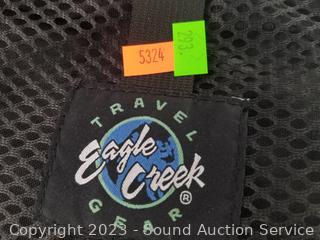 5324
293.
TRAVEL
Eagle
Creek
®
GEAR
Copyright 2023 - Sound Auction Service